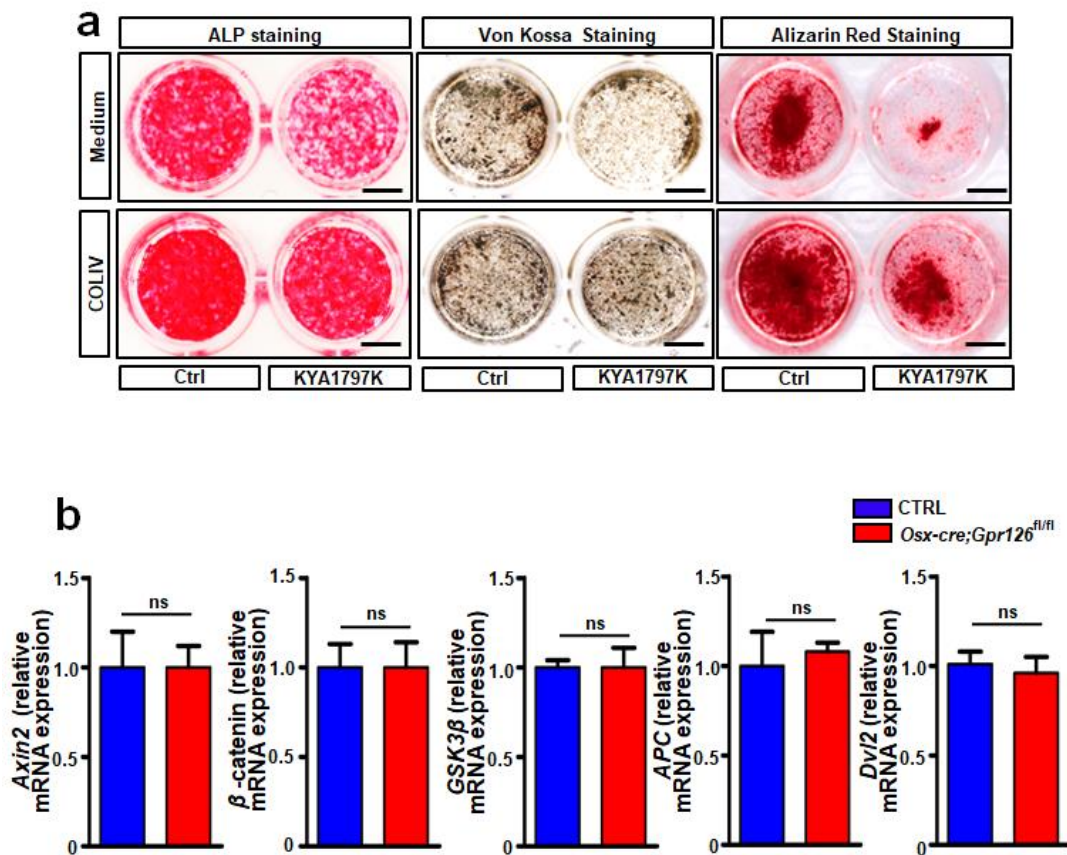 a
ALP staining
Von Kossa Staining
Alizarin Red Staining
Medium
COLIV
Ctrl
KYA1797K
Ctrl
KYA1797K
Ctrl
KYA1797K
b
CTRL
Osx-cre;Gpr126fl/fl
Axin2 (relative
mRNA expression)
1.5
1.0
0.5
0
ns
β-catenin (relative
mRNA expression)
1.5
1.0
0.5
0
ns
GSK3β (relative
mRNA expression)
1.5
1.0
0.5
0
ns
APC (relative
mRNA expression)
1.5
1.0
0.5
0
ns
Dvl2 (relative
mRNA expression)
1.5
1.0
0.5
0
ns